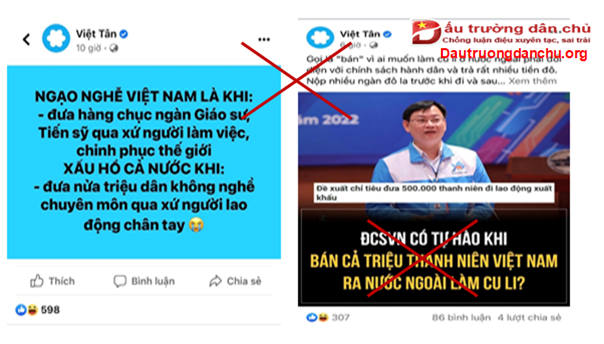 Việt Tân
10 giờ
NGẠO NGHỄ VIỆT NAM LÀ KHI:
- đưa hàng chục ngàn Giáo sư,
Tiến sỹ qua xứ người làm việc,
chinh phục thế giới
XẤU HỔ CẢ NƯỚC KHI:
- đưa nửa triệu dân không nghề
chuyên môn qua xứ người lao
động chân tay
Thích
Bình luận
Chia sẻ
598
Việt Tân
6 giờ
Đấu trường dân chủ
Chống luận điệu xuyên tạc, sai trái
Dautruongdanchu.org
Gọi là "bán" vì ai muốn làm cu li ở nước ngoài phải đối
diện với chính sách hành dân và trả rất nhiều tiền đô.
Nộp nhiều ngàn đô la trước khi đi và sau... Xem thêm
năm 2022
Đề xuất chỉ tiêu đưa 500.000 thanh niên đi lao động xuất
khẩu
ĐCSVN CÓ TỰ HÀO KHI
BÁN CẢ TRIỆU THANH NIÊN VIỆT NAM
RA NƯỚC NGOÀI LÀM CU LI?
307
86 bình luận 4 lượt chia sẻ